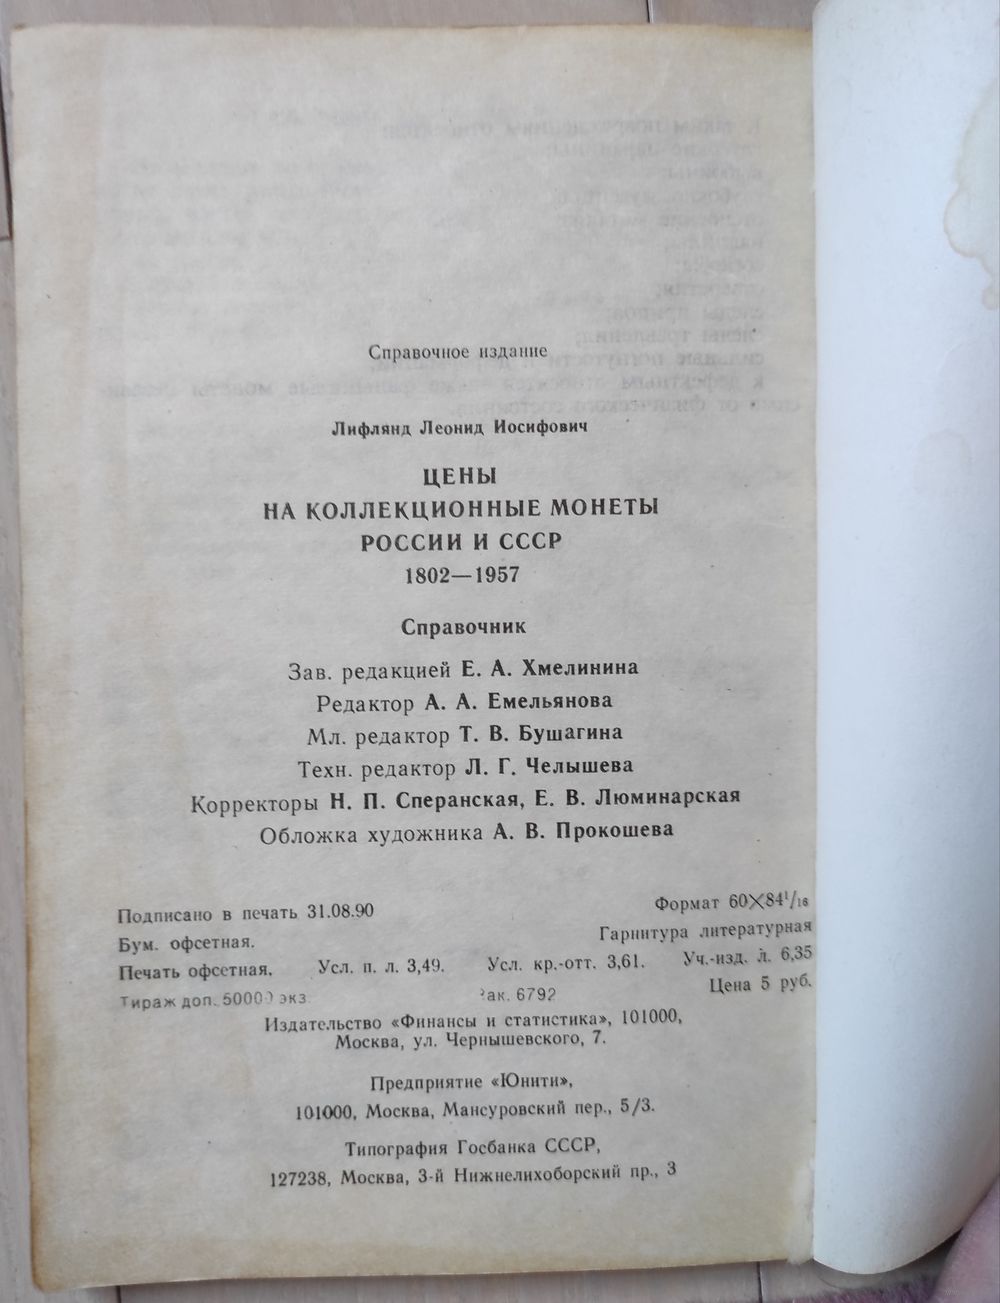 Справочное издание
Лифлянд Леонид Иосифович
ЦЕНЫ
НА КОЛЛЕКЦИОННЫЕ МОНЕТЫ
РОССИИ И СССР
1802—1957
Справочник
Зав. редакцией Е. А. Хмелинина
Редактор А. А. Емельянова
Мл. редактор Т. В. Бушагина
Техн. редактор Л. Г. Челышева
Корректоры Н. П. Сперанская, Е. В. Люминарская
Обложка художника А. В. Прокошева
Подписано в печать 31.08.90 Формат 60×84¹/₁₆
Бум. офсетная. Гарнитура литературная
Печать офсетная. Усл. п. л. 3,49. Усл. кр.-отт. 3,61. Уч.-изд. л. 6,35
Тираж доп. 50000 экз. Зак. 6792 Цена 5 руб.
Издательство «Финансы и статистика», 101000,
Москва, ул. Чернышевского, 7.
Предприятие «Юнити»,
101000, Москва, Мансуровский пер., 5/3.
Типография Госбанка СССР,
127238, Москва, 3-й Нижнелихоборский пр., 3